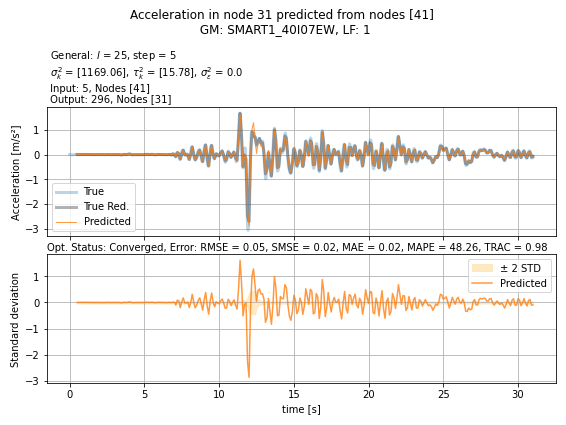 Acceleration in node 31 predicted from nodes [41]
GM: SMART1_40I07EW, LF: 1
General: l = 25, step = 5
σ²ₖ = [1169.06], τ²ₖ = [15.78], σ²ε = 0.0
Input: 5, Nodes [41]
Output: 296, Nodes [31]
Acceleration [m/s²]
1
0
−1
−2
−3
True
True Red.
Predicted
Opt. Status: Converged, Error: RMSE = 0.05, SMSE = 0.02, MAE = 0.02, MAPE = 48.26, TRAC = 0.98
Standard deviation
1
0
−1
−2
−3
± 2 STD
Predicted
0 5 10 15 20 25 30
time [s]